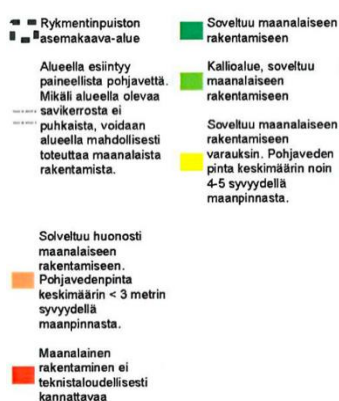 Rykmentinpuiston
asemakaava-alue
Alueella esiintyy
paineellista pohjavettä.
Mikäli alueella olevaa
savikerrosta ei
puhkaista, voidaan
alueella mahdollisesti
toteuttaa maanalaista
rakentamista.
Solveltuu huonosti
maanalaiseen
rakentamiseen.
Pohjavedenpinta
keskimäärin < 3 metrin
syvyydellä
maanpinnasta.
Maanalainen
rakentaminen ei
teknistaloudellisesti
kannattavaa
Soveltuu maanalaiseen
rakentamiseen
Kallioalue, soveltuu
maanalaiseen
rakentamiseen
Soveltuu maanalaiseen
rakentamiseen
varauksin. Pohjaveden
pinta keskimäärin noin
4-5 syvyydellä
maanpinnasta.